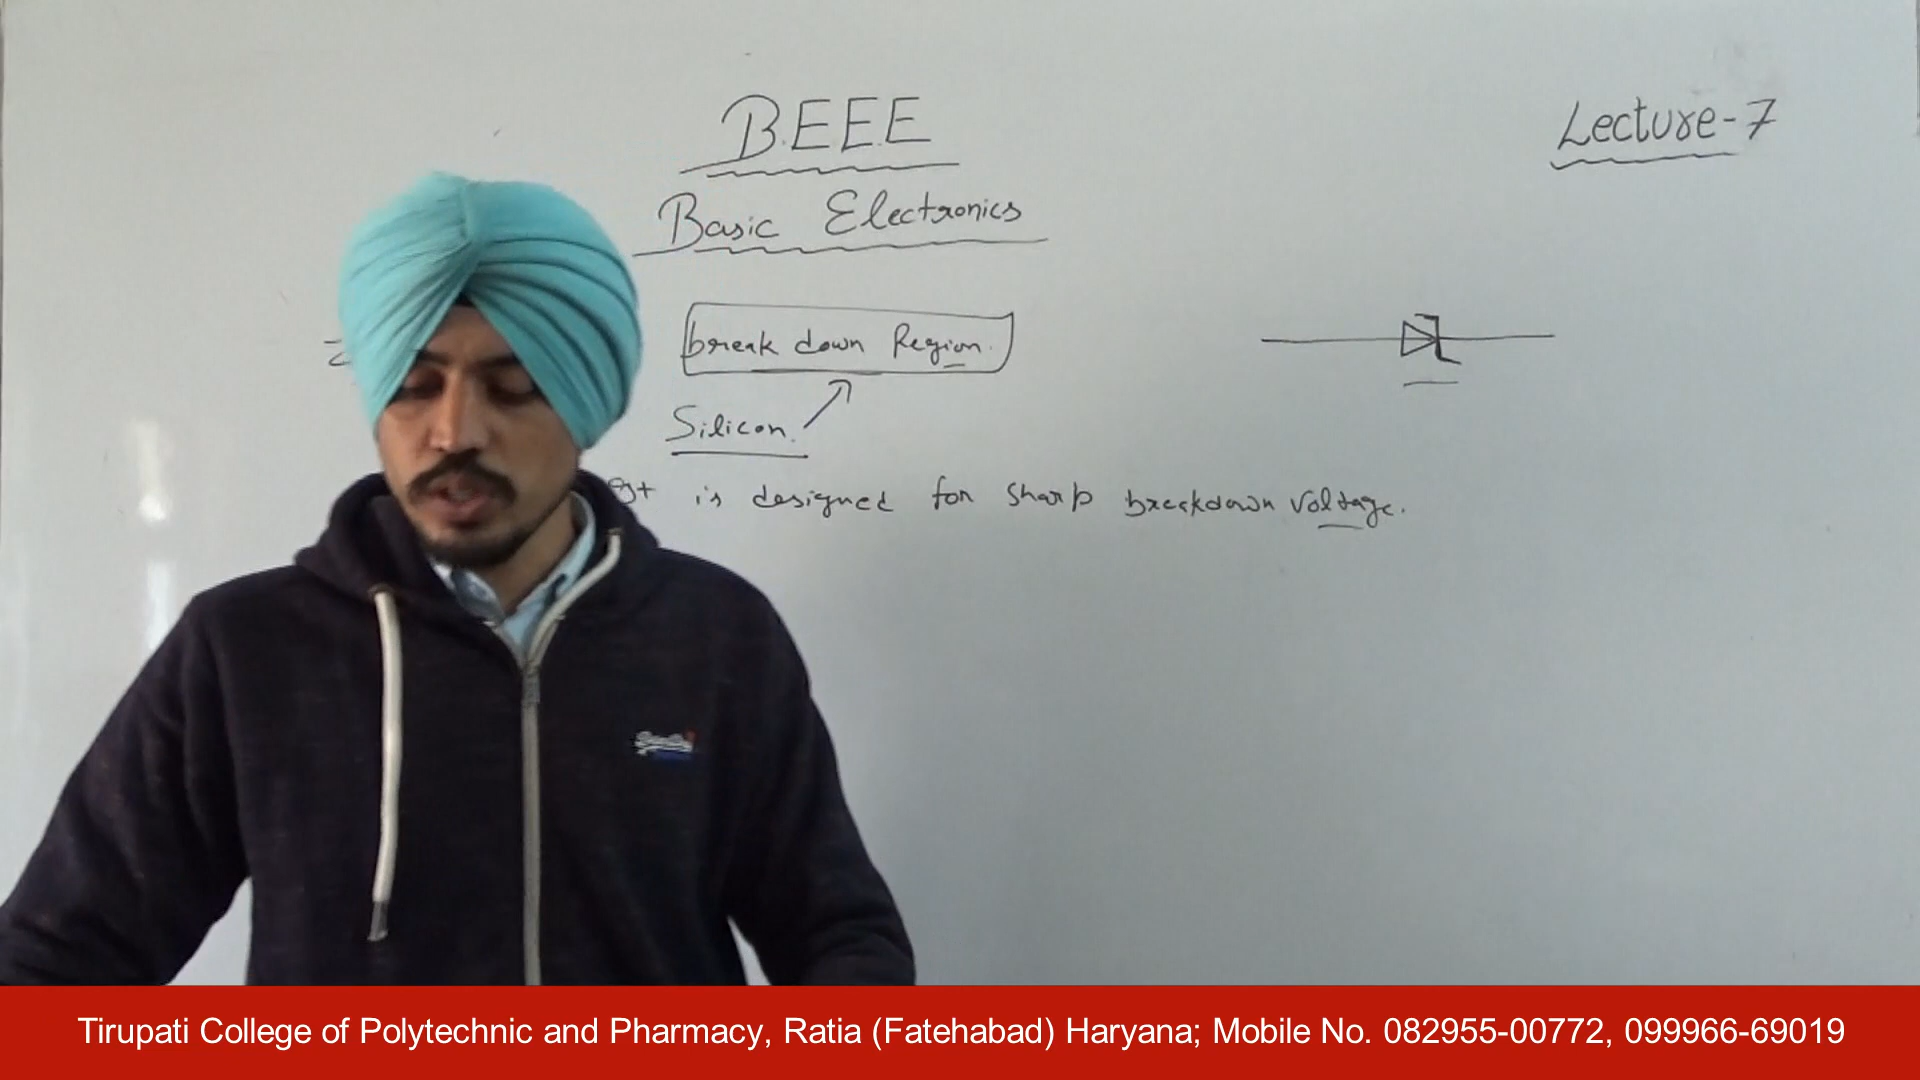 B.E.E.E
Lecture-7
Basic Electronics
break down Region.
Silicon.
is designed for sharp breakdown voltage.
Tirupati College of Polytechnic and Pharmacy, Ratia (Fatehabad) Haryana; Mobile No. 082955-00772, 099966-69019